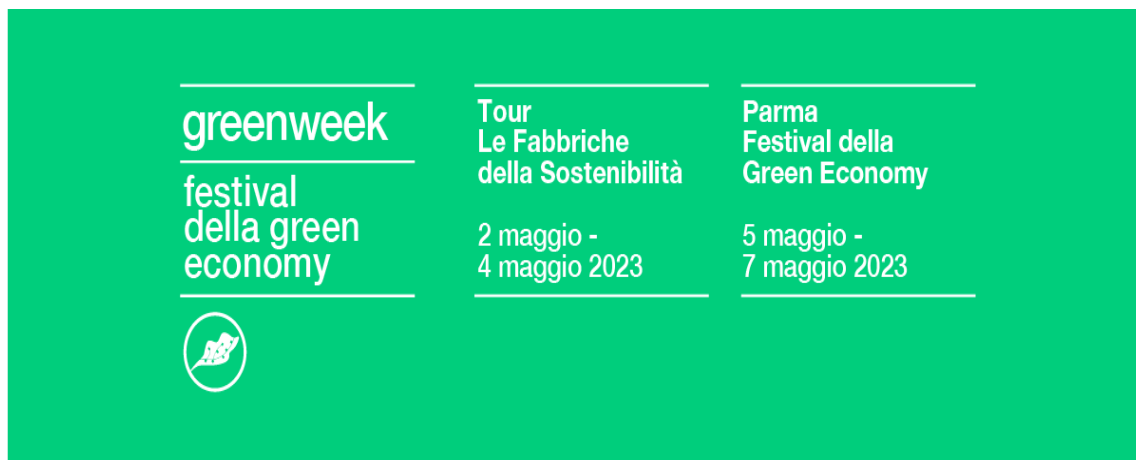 greenweek
festival
della green
economy
Tour
Le Fabbriche
della Sostenibilità
2 maggio -
4 maggio 2023
Parma
Festival della
Green Economy
5 maggio -
7 maggio 2023